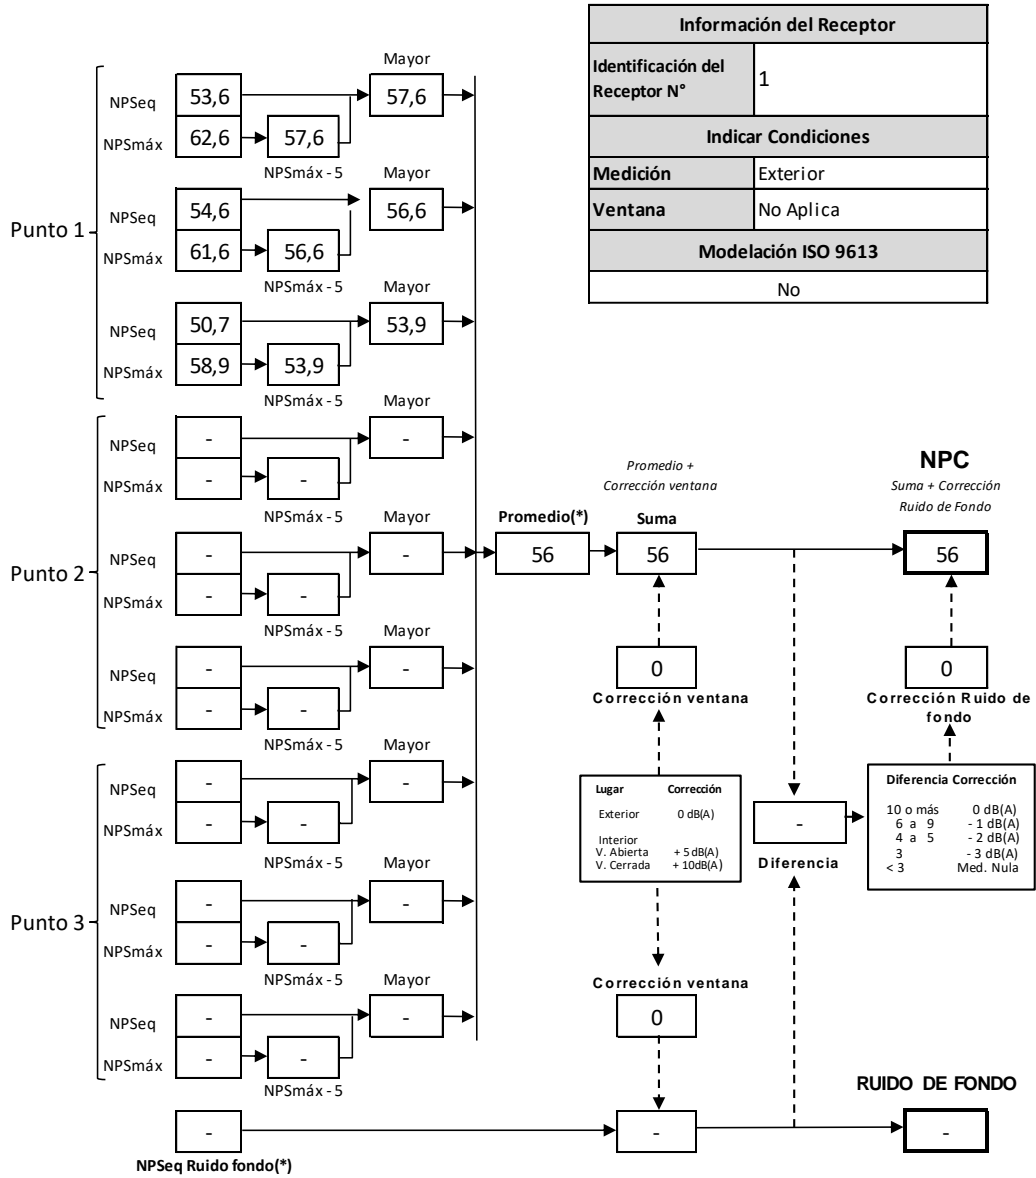 Información del Receptor
Identificación del
Receptor N°
1
Indicar Condiciones
Medición
Exterior
Ventana
No Aplica
Modelación ISO 9613
No
Punto 1
Mayor
NPSeq
53,6
57,6
NPSmáx
62,6
57,6
NPSmáx - 5
Mayor
NPSeq
54,6
56,6
NPSmáx
61,6
56,6
NPSmáx - 5
Mayor
NPSeq
50,7
53,9
NPSmáx
58,9
53,9
NPSmáx - 5
Punto 2
Mayor
NPSeq
-
-
NPSmáx
-
-
NPSmáx - 5
Mayor
NPSeq
-
-
NPSmáx
-
-
NPSmáx - 5
Mayor
NPSeq
-
-
NPSmáx
-
-
NPSmáx - 5
Punto 3
Mayor
NPSeq
-
-
NPSmáx
-
-
NPSmáx - 5
Mayor
NPSeq
-
-
NPSmáx
-
-
NPSmáx - 5
Mayor
NPSeq
-
-
NPSmáx
-
-
NPSmáx - 5
-
NPSeq Ruido fondo(*)
Promedio(*)
56
Promedio +
Corrección ventana
Suma
56
0
Corrección ventana
Lugar Corrección
Exterior 0 dB(A)
Interior
V. Abierta + 5 dB(A)
V. Cerrada + 10dB(A)
Corrección ventana
0
-
-
Diferencia
NPC
Suma + Corrección
Ruido de Fondo
56
0
Corrección Ruido de
fondo
Diferencia Corrección
10 o más 0 dB(A)
6 a 9 - 1 dB(A)
4 a 5 - 2 dB(A)
3 - 3 dB(A)
< 3 Med. Nula
RUIDO DE FONDO
-